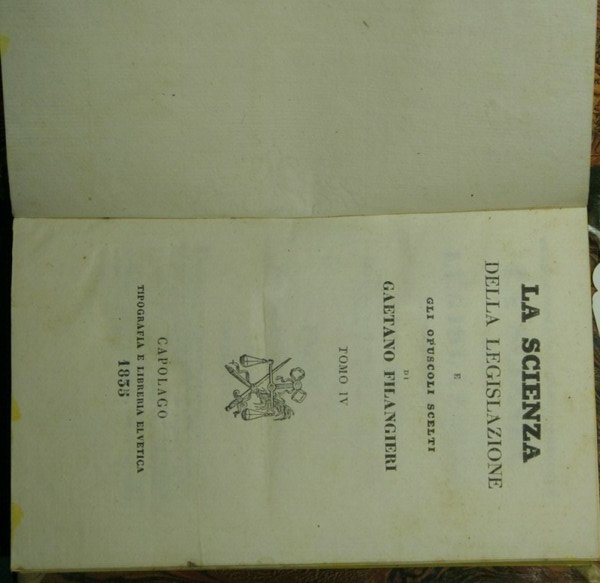 LA SCIENZA
DELLA LEGISLAZIONE
E
GLI OPUSCOLI SCELTI
DI
GAETANO FILANGIERI
TOMO IV
CAPOLAGO
TIPOGRAFIA E LIBRERIA ELVETICA
1835